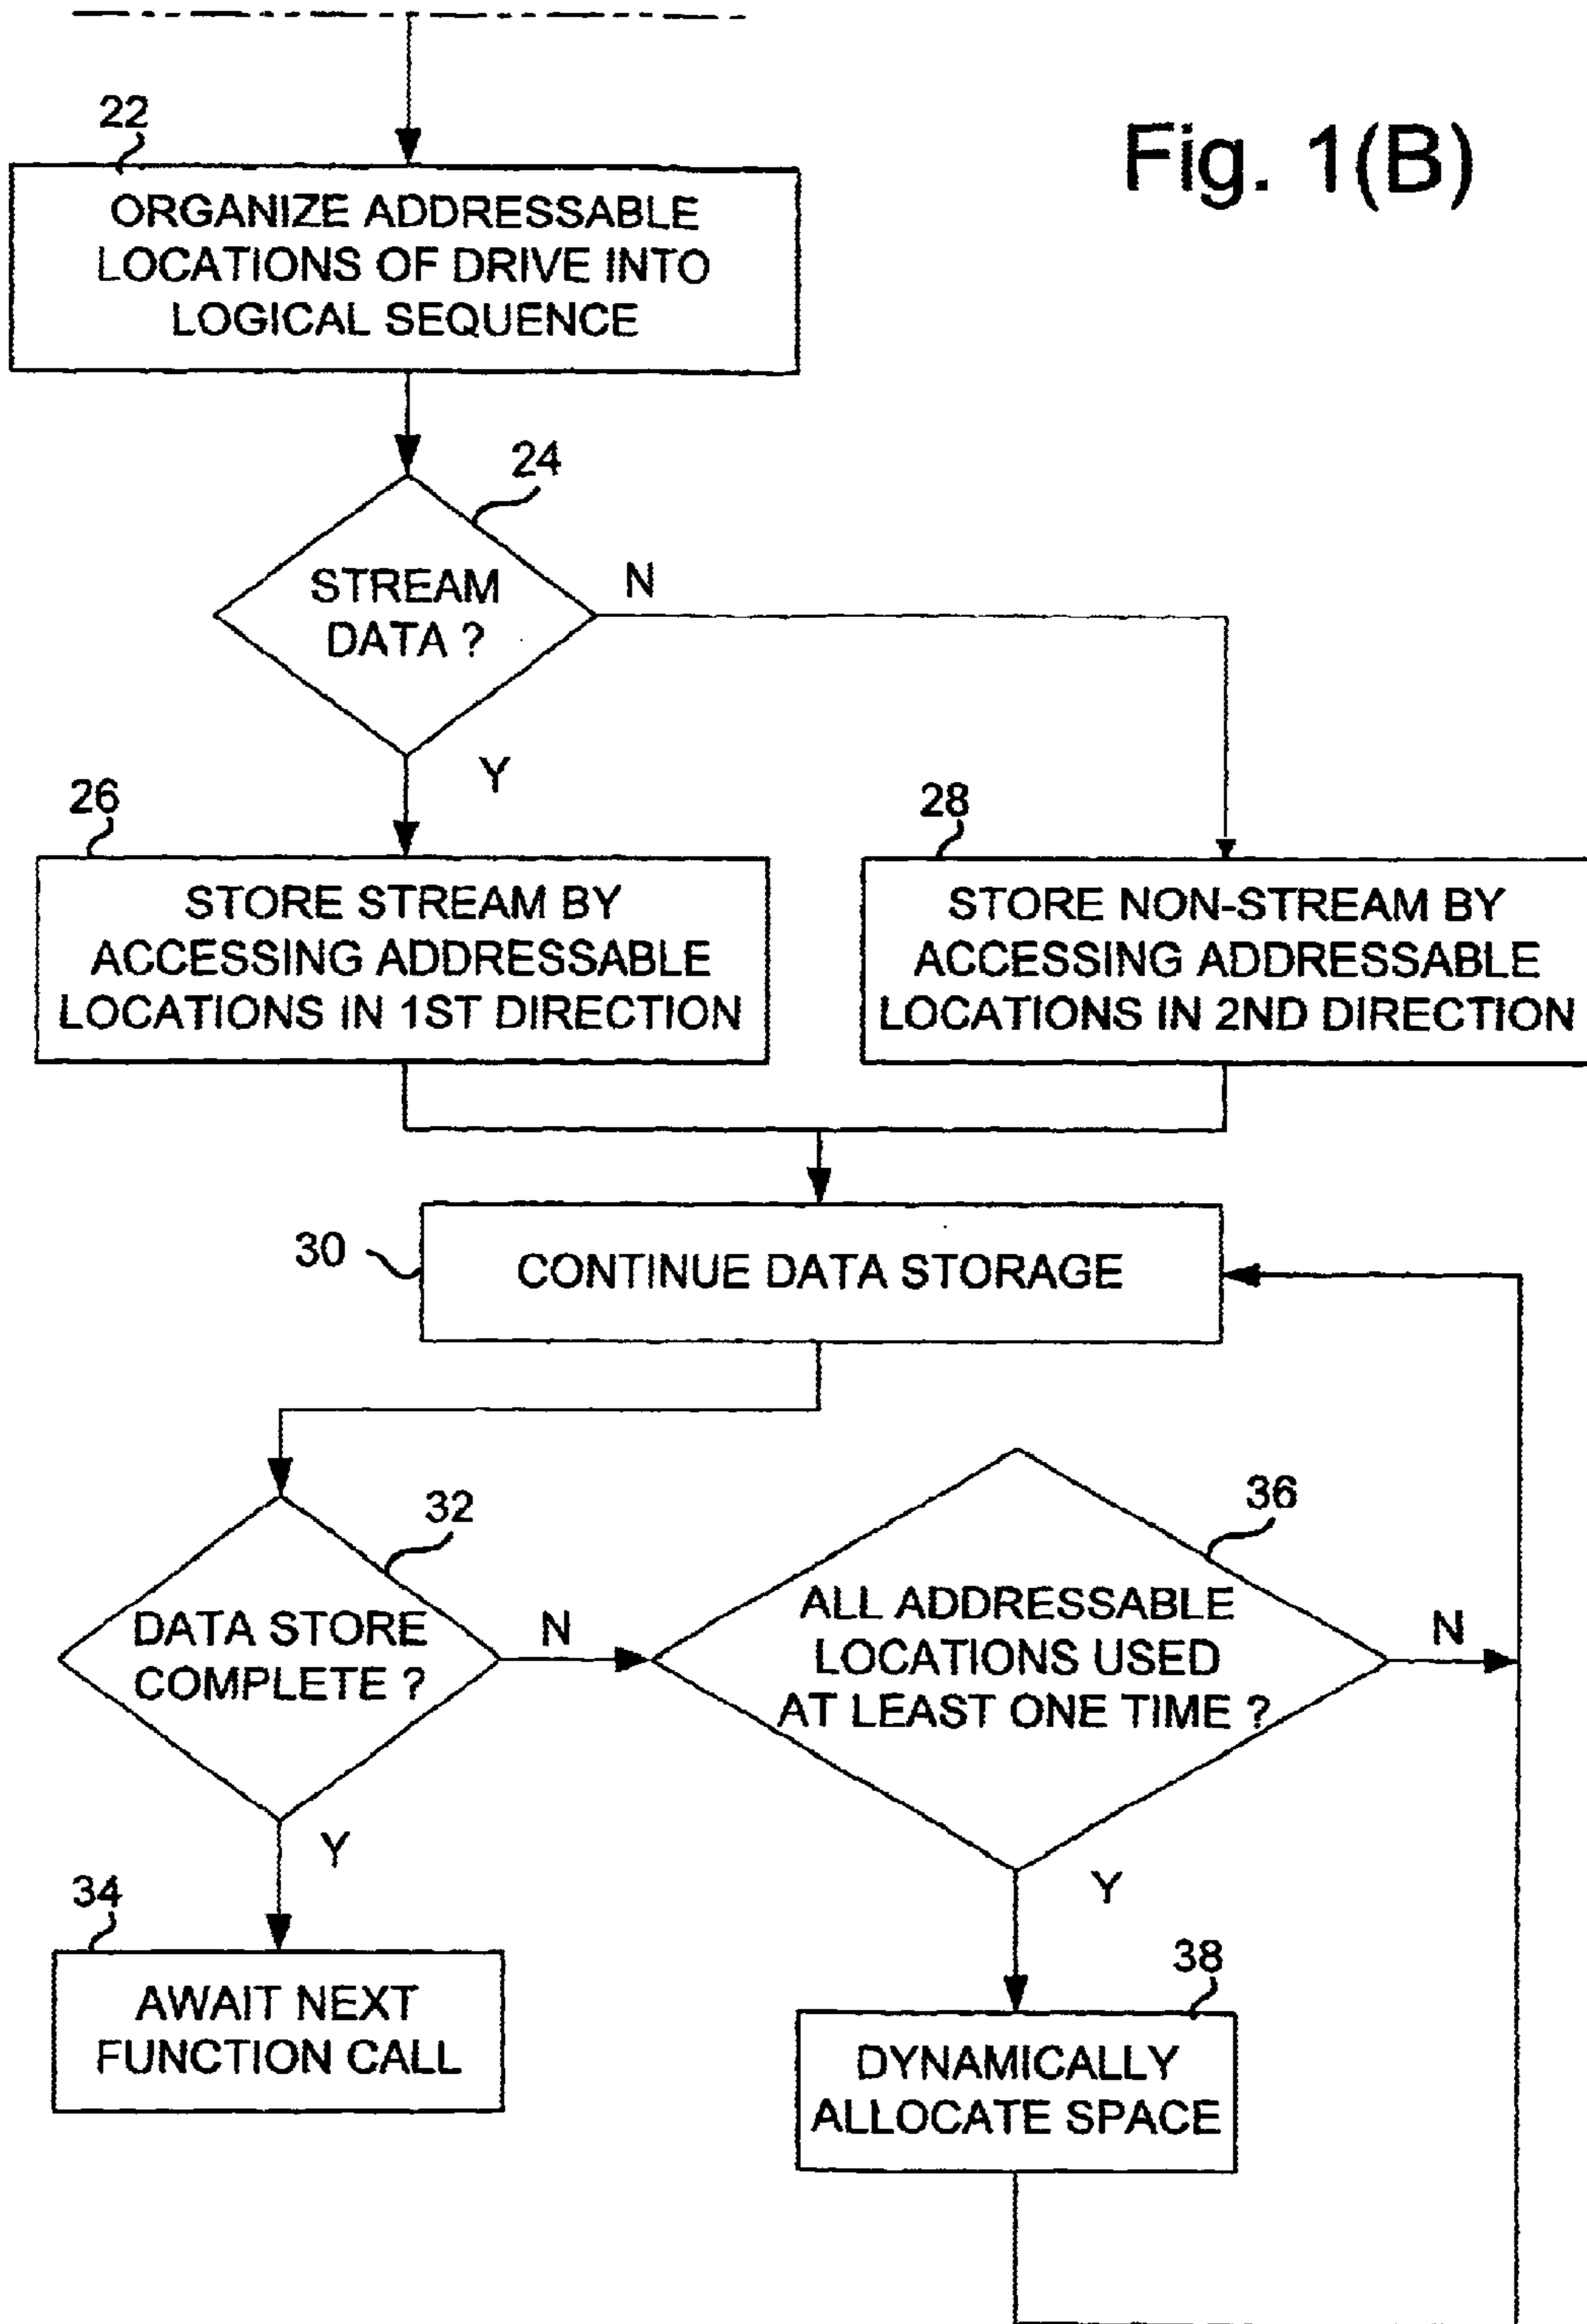 Fig. 1(B)
22
ORGANIZE ADDRESSABLE
LOCATIONS OF DRIVE INTO
LOGICAL SEQUENCE
24
STREAM
DATA ?
N
Y
26
STORE STREAM BY
ACCESSING ADDRESSABLE
LOCATIONS IN 1ST DIRECTION
28
STORE NON-STREAM BY
ACCESSING ADDRESSABLE
LOCATIONS IN 2ND DIRECTION
30
CONTINUE DATA STORAGE
32
DATA STORE
COMPLETE ?
N
Y
36
ALL ADDRESSABLE
LOCATIONS USED
AT LEAST ONE TIME ?
N
Y
34
AWAIT NEXT
FUNCTION CALL
38
DYNAMICALLY
ALLOCATE SPACE